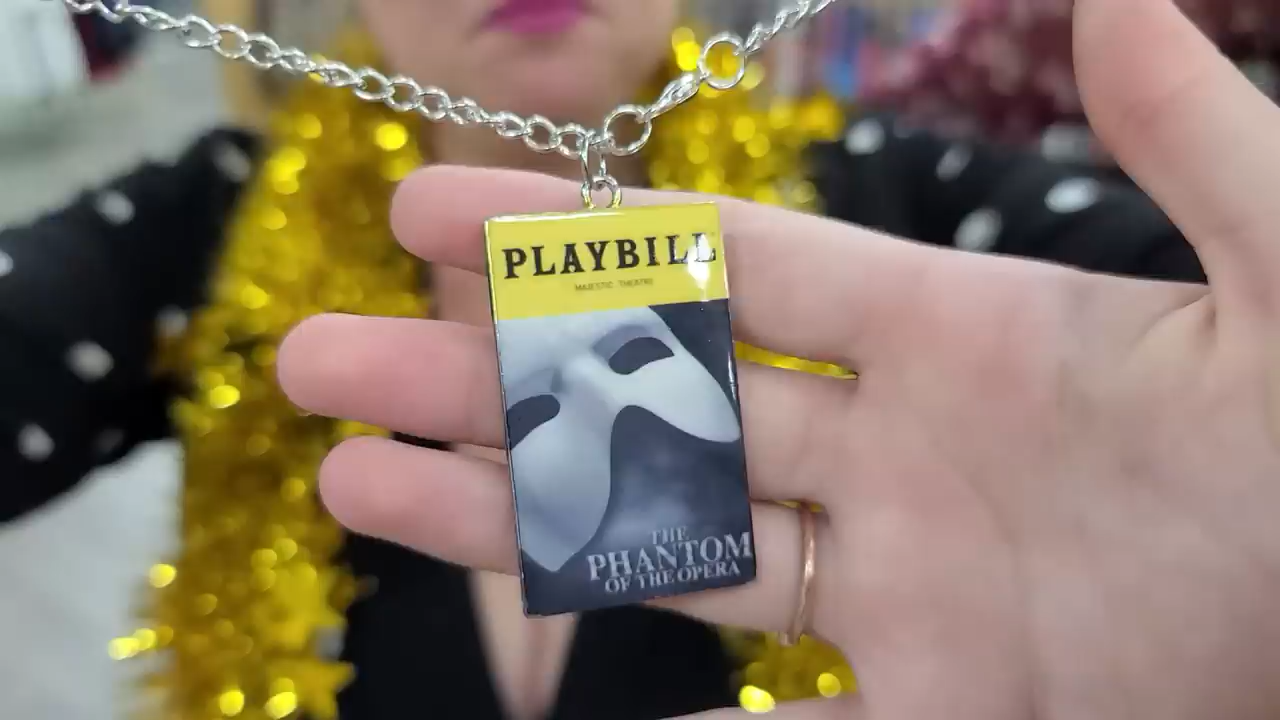 PLAYBILL
MAJESTIC THEATRE
THE
PHANTOM
OF THE OPERA